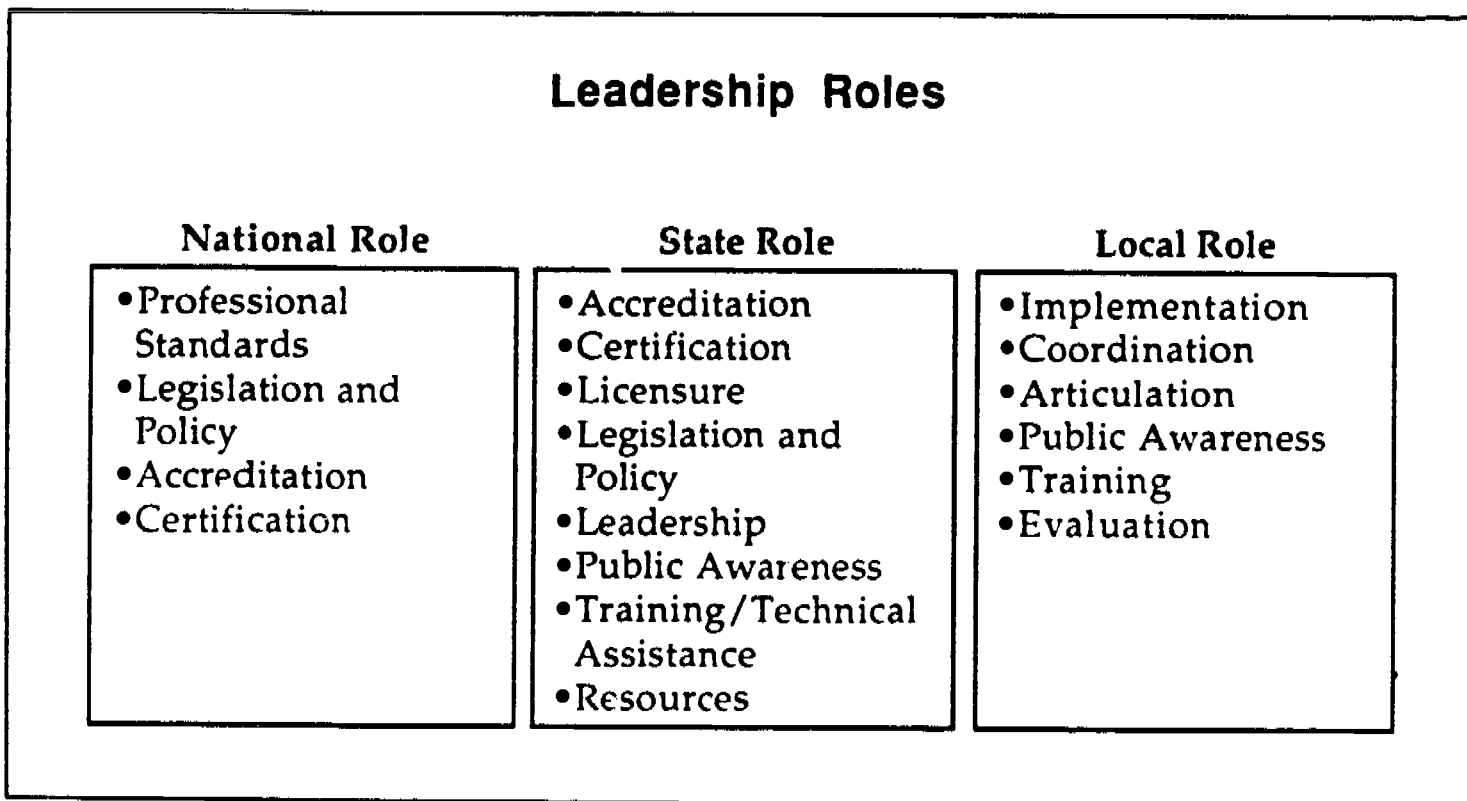 Leadership Roles
National Role
•Professional
Standards
•Legislation and
Policy
•Accreditation
•Certification
State Role
•Accreditation
•Certification
•Licensure
•Legislation and
Policy
•Leadership
•Public Awareness
•Training/Technical
Assistance
•Resources
Local Role
•Implementation
•Coordination
•Articulation
•Public Awareness
•Training
•Evaluation